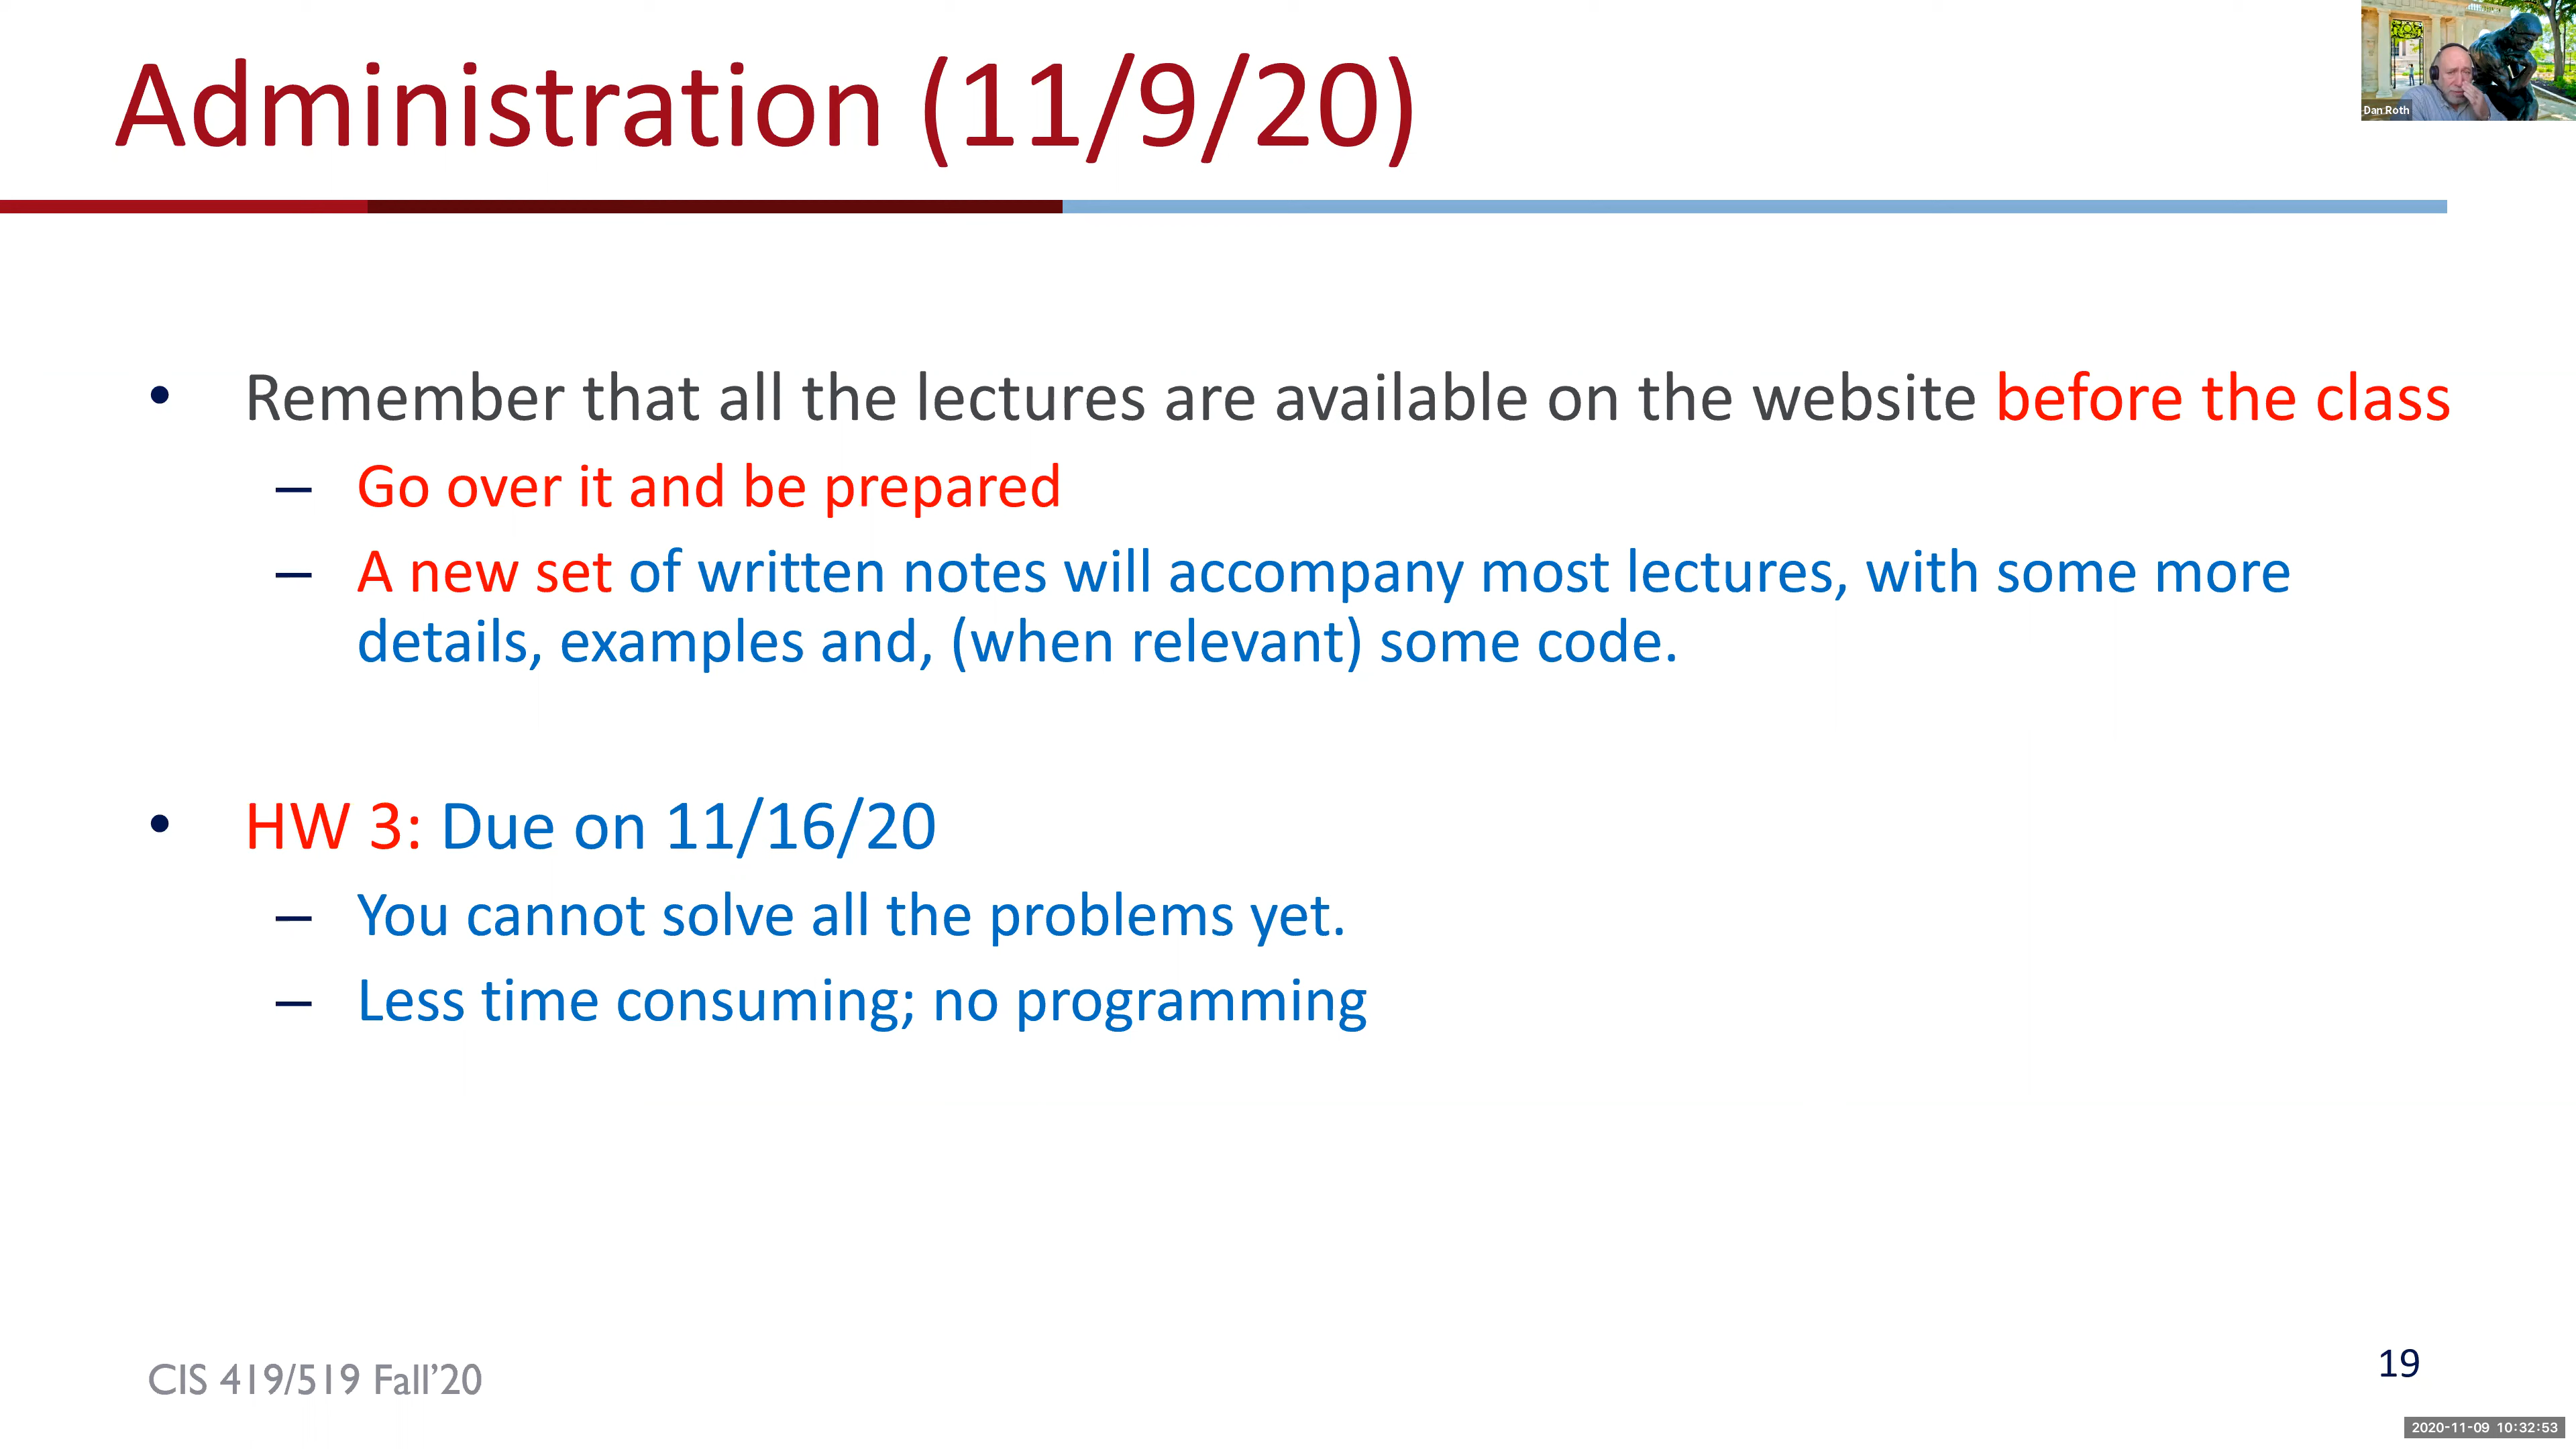 Administration (11/9/20)
Dan Roth
• Remember that all the lectures are available on the website before the class
– Go over it and be prepared
– A new set of written notes will accompany most lectures, with some more
details, examples and, (when relevant) some code.
• HW 3: Due on 11/16/20
– You cannot solve all the problems yet.
– Less time consuming; no programming
CIS 419/519 Fall’20
19
2020-11-09 10:32:53